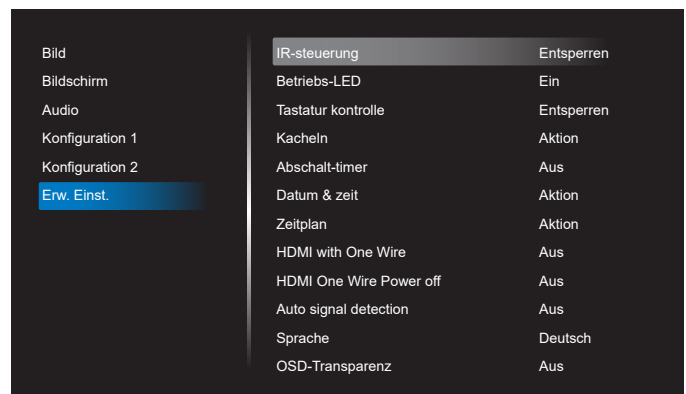 Bild
Bildschirm
Audio
Konfiguration 1
Konfiguration 2
Erw. Einst.
IR-steuerung Entsperren
Betriebs-LED Ein
Tastatur kontrolle Entsperren
Kacheln Aktion
Abschalt-timer Aus
Datum & zeit Aktion
Zeitplan Aktion
HDMI with One Wire Aus
HDMI One Wire Power off Aus
Auto signal detection Aus
Sprache Deutsch
OSD-Transparenz Aus